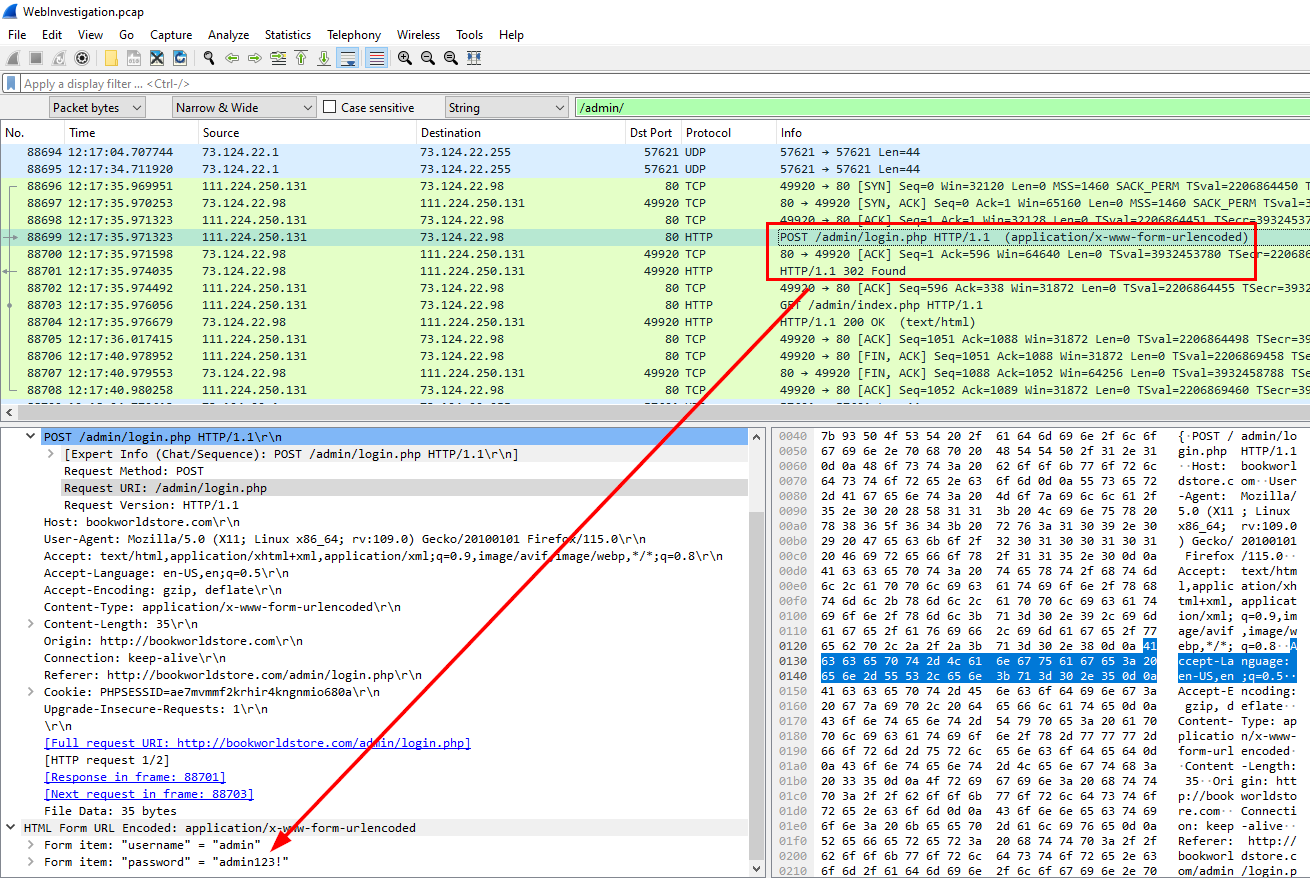 WebInvestigation.pcap
File Edit View Go Capture Analyze Statistics Telephony Wireless Tools Help
Apply a display filter ... <Ctrl-/>
Packet bytes Narrow & Wide Case sensitive String /admin/
No. Time Source Destination Dst Port Protocol Info
88694 12:17:04.707744 73.124.22.1 73.124.22.255 57621 UDP 57621 → 57621 Len=44
88695 12:17:34.711920 73.124.22.1 73.124.22.255 57621 UDP 57621 → 57621 Len=44
88696 12:17:35.969951 111.224.250.131 73.124.22.98 80 TCP 49920 → 80 [SYN] Seq=0 Win=32120 Len=0 MSS=1460 SACK_PERM TSval=2206864450 TS
88697 12:17:35.970253 73.124.22.98 111.224.250.131 49920 TCP 80 → 49920 [SYN, ACK] Seq=0 Ack=1 Win=65160 Len=0 MSS=1460 SACK_PERM TSval=3
88698 12:17:35.971323 111.224.250.131 73.124.22.98 80 TCP 49920 → 80 [ACK] Seq=1 Ack=1 Win=32128 Len=0 TSval=2206864451 TSecr=39324537
88699 12:17:35.971323 111.224.250.131 73.124.22.98 80 HTTP POST /admin/login.php HTTP/1.1 (application/x-www-form-urlencoded)
88700 12:17:35.971598 73.124.22.98 111.224.250.131 49920 TCP 80 → 49920 [ACK] Seq=1 Ack=596 Win=64640 Len=0 TSval=3932453780 TSecr=220686
88701 12:17:35.974035 73.124.22.98 111.224.250.131 49920 HTTP HTTP/1.1 302 Found
88702 12:17:35.974492 111.224.250.131 73.124.22.98 80 TCP 49920 → 80 [ACK] Seq=596 Ack=338 Win=31872 Len=0 TSval=2206864455 TSecr=3932
88703 12:17:35.976056 111.224.250.131 73.124.22.98 80 HTTP GET /admin/index.php HTTP/1.1
88704 12:17:35.976679 73.124.22.98 111.224.250.131 49920 HTTP HTTP/1.1 200 OK (text/html)
88705 12:17:36.017415 111.224.250.131 73.124.22.98 80 TCP 49920 → 80 [ACK] Seq=1051 Ack=1088 Win=31872 Len=0 TSval=2206864498 TSecr=39
88706 12:17:40.978952 111.224.250.131 73.124.22.98 80 TCP 49920 → 80 [FIN, ACK] Seq=1051 Ack=1088 Win=31872 Len=0 TSval=2206869458 TSe
88707 12:17:40.979553 73.124.22.98 111.224.250.131 49920 TCP 80 → 49920 [FIN, ACK] Seq=1088 Ack=1052 Win=64256 Len=0 TSval=3932458788 TSe
88708 12:17:40.980258 111.224.250.131 73.124.22.98 80 TCP 49920 → 80 [ACK] Seq=1052 Ack=1089 Win=31872 Len=0 TSval=2206869460 TSecr=39
POST /admin/login.php HTTP/1.1\r\n
[Expert Info (Chat/Sequence): POST /admin/login.php HTTP/1.1\r\n]
Request Method: POST
Request URI: /admin/login.php
Request Version: HTTP/1.1
Host: bookworldstore.com\r\n
User-Agent: Mozilla/5.0 (X11; Linux x86_64; rv:109.0) Gecko/20100101 Firefox/115.0\r\n
Accept: text/html,application/xhtml+xml,application/xml;q=0.9,image/avif,image/webp,*/*;q=0.8\r\n
Accept-Language: en-US,en;q=0.5\r\n
Accept-Encoding: gzip, deflate\r\n
Content-Type: application/x-www-form-urlencoded\r\n
Content-Length: 35\r\n
Origin: http://bookworldstore.com\r\n
Connection: keep-alive\r\n
Referer: http://bookworldstore.com/admin/login.php\r\n
Cookie: PHPSESSID=ae7mvmmf2krhir4kngnmio680a\r\n
Upgrade-Insecure-Requests: 1\r\n
\r\n
[Full request URI: http://bookworldstore.com/admin/login.php]
[HTTP request 1/2]
[Response in frame: 88701]
[Next request in frame: 88703]
File Data: 35 bytes
HTML Form URL Encoded: application/x-www-form-urlencoded
Form item: "username" = "admin"
Form item: "password" = "admin123!"
0040 7b 93 50 4f 53 54 20 2f 61 64 6d 69 6e 2f 6c 6f {·POST / admin/lo
0050 67 69 6e 2e 70 68 70 20 48 54 54 50 2f 31 2e 31 gin.php HTTP/1.1
0060 0d 0a 48 6f 73 74 3a 20 62 6f 6f 6b 77 6f 72 6c ··Host: bookworl
0070 64 73 74 6f 72 65 2e 63 6f 6d 0d 0a 55 73 65 72 dstore.c om··User
0080 2d 41 67 65 6e 74 3a 20 4d 6f 7a 69 6c 6c 61 2f -Agent: Mozilla/
0090 35 2e 30 20 28 58 31 31 3b 20 4c 69 6e 75 78 20 5.0 (X11 ; Linux
00a0 78 38 36 5f 36 34 3b 20 72 76 3a 31 30 39 2e 30 x86_64; rv:109.0
00b0 29 20 47 65 63 6b 6f 2f 32 30 31 30 30 31 30 31 ) Gecko/ 20100101
00c0 20 46 69 72 65 66 6f 78 2f 31 31 35 2e 30 0d 0a Firefox /115.0··
00d0 41 63 63 65 70 74 3a 20 74 65 78 74 2f 68 74 6d Accept: text/htm
00e0 6c 2c 61 70 70 6c 69 63 61 74 69 6f 6e 2f 78 68 l,applic ation/xh
00f0 74 6d 6c 2b 78 6d 6c 2c 61 70 70 6c 69 63 61 74 tml+xml, applicat
0100 69 6f 6e 2f 78 6d 6c 3b 71 3d 30 2e 39 2c 69 6d ion/xml; q=0.9,im
0110 61 67 65 2f 61 76 69 66 2c 69 6d 61 67 65 2f 77 age/avif ,image/w
0120 65 62 70 2c 2a 2f 2a 3b 71 3d 30 2e 38 0d 0a 41 ebp,*/*; q=0.8··A
0130 63 63 65 70 74 2d 4c 61 6e 67 75 61 67 65 3a 20 ccept-La nguage:
0140 65 6e 2d 55 53 2c 65 6e 3b 71 3d 30 2e 35 0d 0a en-US,en ;q=0.5··
0150 41 63 63 65 70 74 2d 45 6e 63 6f 64 69 6e 67 3a Accept-E ncoding:
0160 20 67 7a 69 70 2c 20 64 65 66 6c 61 74 65 0d 0a gzip, d eflate··
0170 43 6f 6e 74 65 6e 74 2d 54 79 70 65 3a 20 61 70 Content- Type: ap
0180 70 6c 69 63 61 74 69 6f 6e 2f 78 2d 77 77 77 2d plicatio n/x-www-
0190 66 6f 72 6d 2d 75 72 6c 65 6e 63 6f 64 65 64 0d form-url encoded·
01a0 0a 43 6f 6e 74 65 6e 74 2d 4c 65 6e 67 74 68 3a ·Content -Length:
01b0 20 33 35 0d 0a 4f 72 69 67 69 6e 3a 20 68 74 74 35··Ori gin: htt
01c0 70 3a 2f 2f 62 6f 6f 6b 77 6f 72 6c 64 73 74 6f p://book worldsto
01d0 72 65 2e 63 6f 6d 0d 0a 43 6f 6e 6e 65 63 74 69 re.com·· Connecti
01e0 6f 6e 3a 20 6b 65 65 70 2d 61 6c 69 76 65 0d 0a on: keep -alive··
01f0 52 65 66 65 72 65 72 3a 20 68 74 74 70 3a 2f 2f Referer: http://
0200 62 6f 6f 6b 77 6f 72 6c 64 73 74 6f 72 65 2e 63 bookworl dstore.c
0210 6f 6d 2f 61 64 6d 69 6e 2f 6c 6f 67 69 6e 2e 70 om/admin /login.p